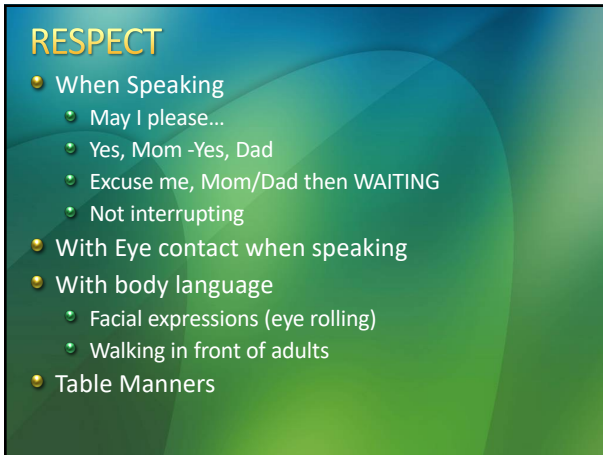 RESPECT
When Speaking
May I please...
Yes, Mom -Yes, Dad
Excuse me, Mom/Dad then WAITING
Not interrupting
With Eye contact when speaking
With body language
Facial expressions (eye rolling)
Walking in front of adults
Table Manners